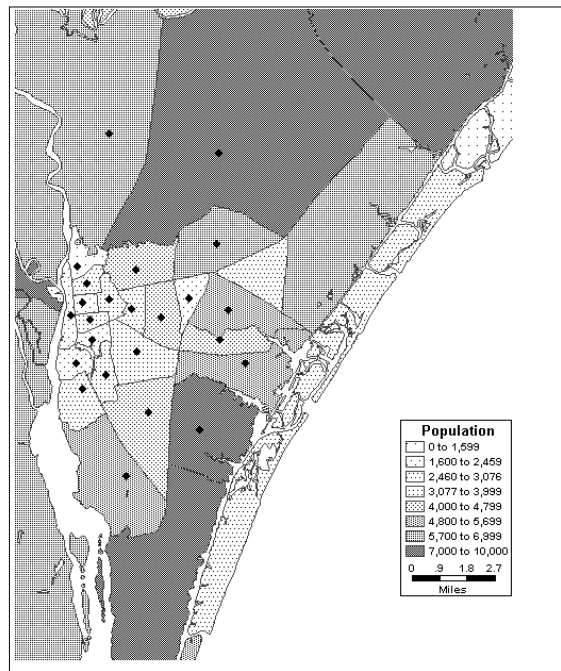 Population
0 to 1,599
1,600 to 2,459
2,460 to 3,076
3,077 to 3,999
4,000 to 4,799
4,800 to 5,699
5,700 to 6,999
7,000 to 10,000
0 .9 1.8 2.7
Miles